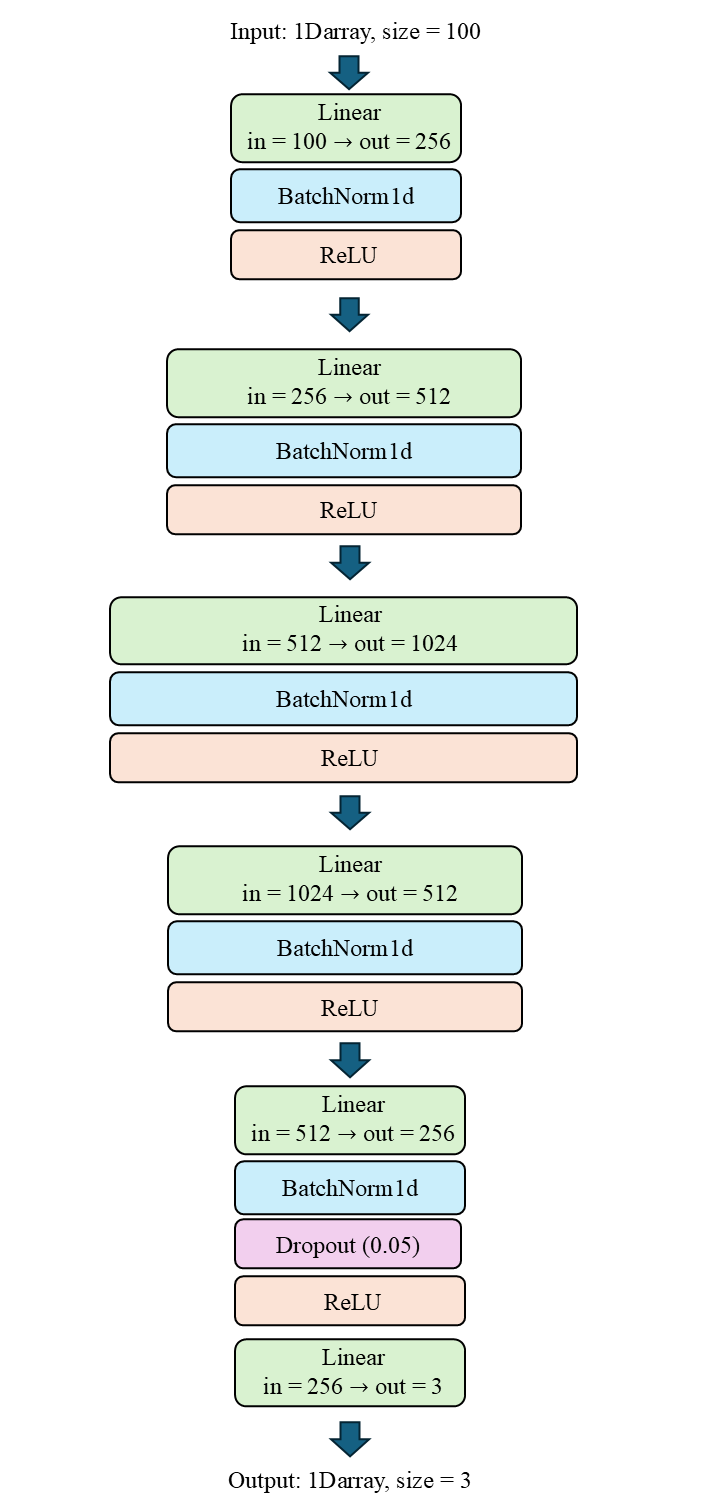 Input: 1Darray, size = 100
Linear
in = 100 → out = 256
BatchNorm1d
ReLU
Linear
in = 256 → out = 512
BatchNorm1d
ReLU
Linear
in = 512 → out = 1024
BatchNorm1d
ReLU
Linear
in = 1024 → out = 512
BatchNorm1d
ReLU
Linear
in = 512 → out = 256
BatchNorm1d
Dropout (0.05)
ReLU
Linear
in = 256 → out = 3
Output: 1Darray, size = 3